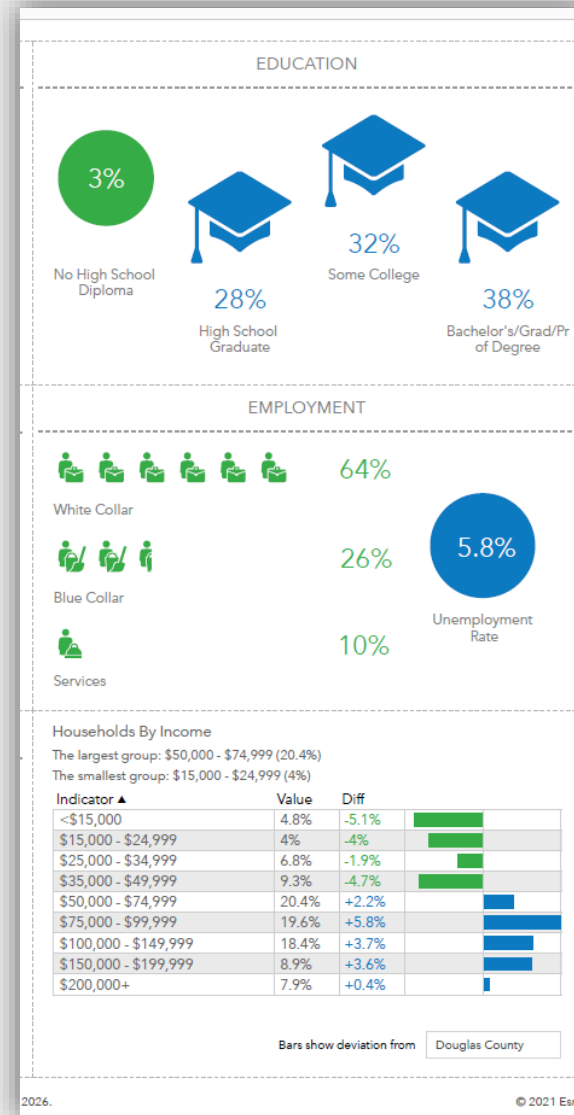 EDUCATION
3%
No High School
Diploma
28%
High School
Graduate
32%
Some College
38%
Bachelor's/Grad/Pr
of Degree
EMPLOYMENT
64%
White Collar
26%
Blue Collar
10%
Services
5.8%
Unemployment
Rate
Households By Income
The largest group: $50,000 - $74,999 (20.4%)
The smallest group: $15,000 - $24,999 (4%)
Indicator ▲ Value Diff
<$15,000 4.8% -5.1%
$15,000 - $24,999 4% -4%
$25,000 - $34,999 6.8% -1.9%
$35,000 - $49,999 9.3% -4.7%
$50,000 - $74,999 20.4% +2.2%
$75,000 - $99,999 19.6% +5.8%
$100,000 - $149,999 18.4% +3.7%
$150,000 - $199,999 8.9% +3.6%
$200,000+ 7.9% +0.4%
Bars show deviation from Douglas County
2026. © 2021 Esr